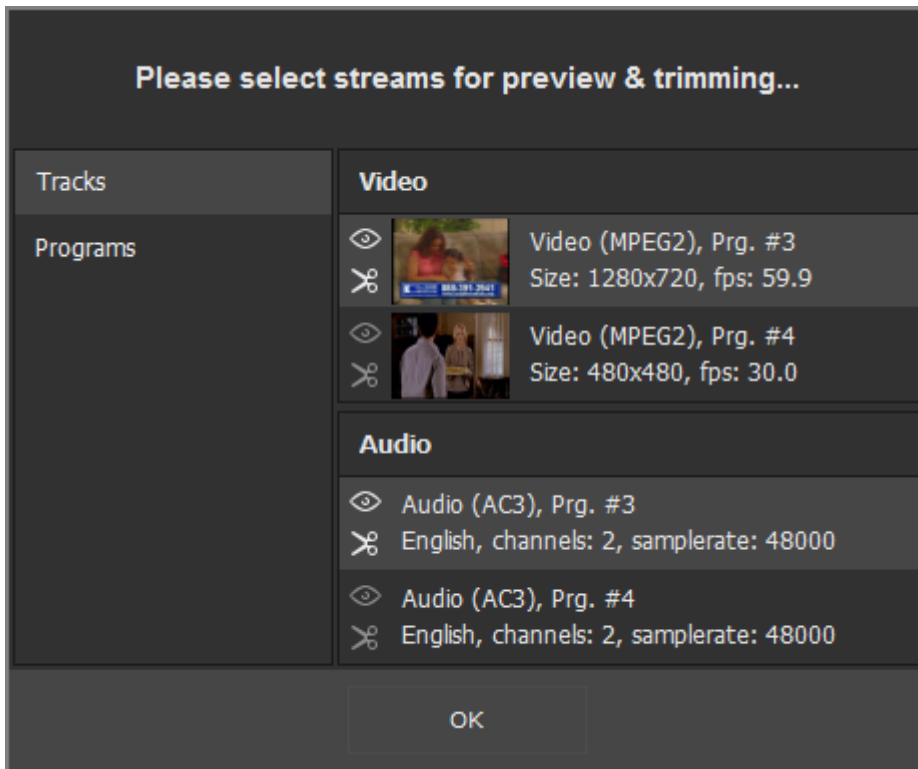 Please select streams for preview & trimming...
Tracks
Programs
Video
Video (MPEG2), Prg. #3
Size: 1280x720, fps: 59.9
Video (MPEG2), Prg. #4
Size: 480x480, fps: 30.0
Audio
Audio (AC3), Prg. #3
English, channels: 2, samplerate: 48000
Audio (AC3), Prg. #4
English, channels: 2, samplerate: 48000
OK